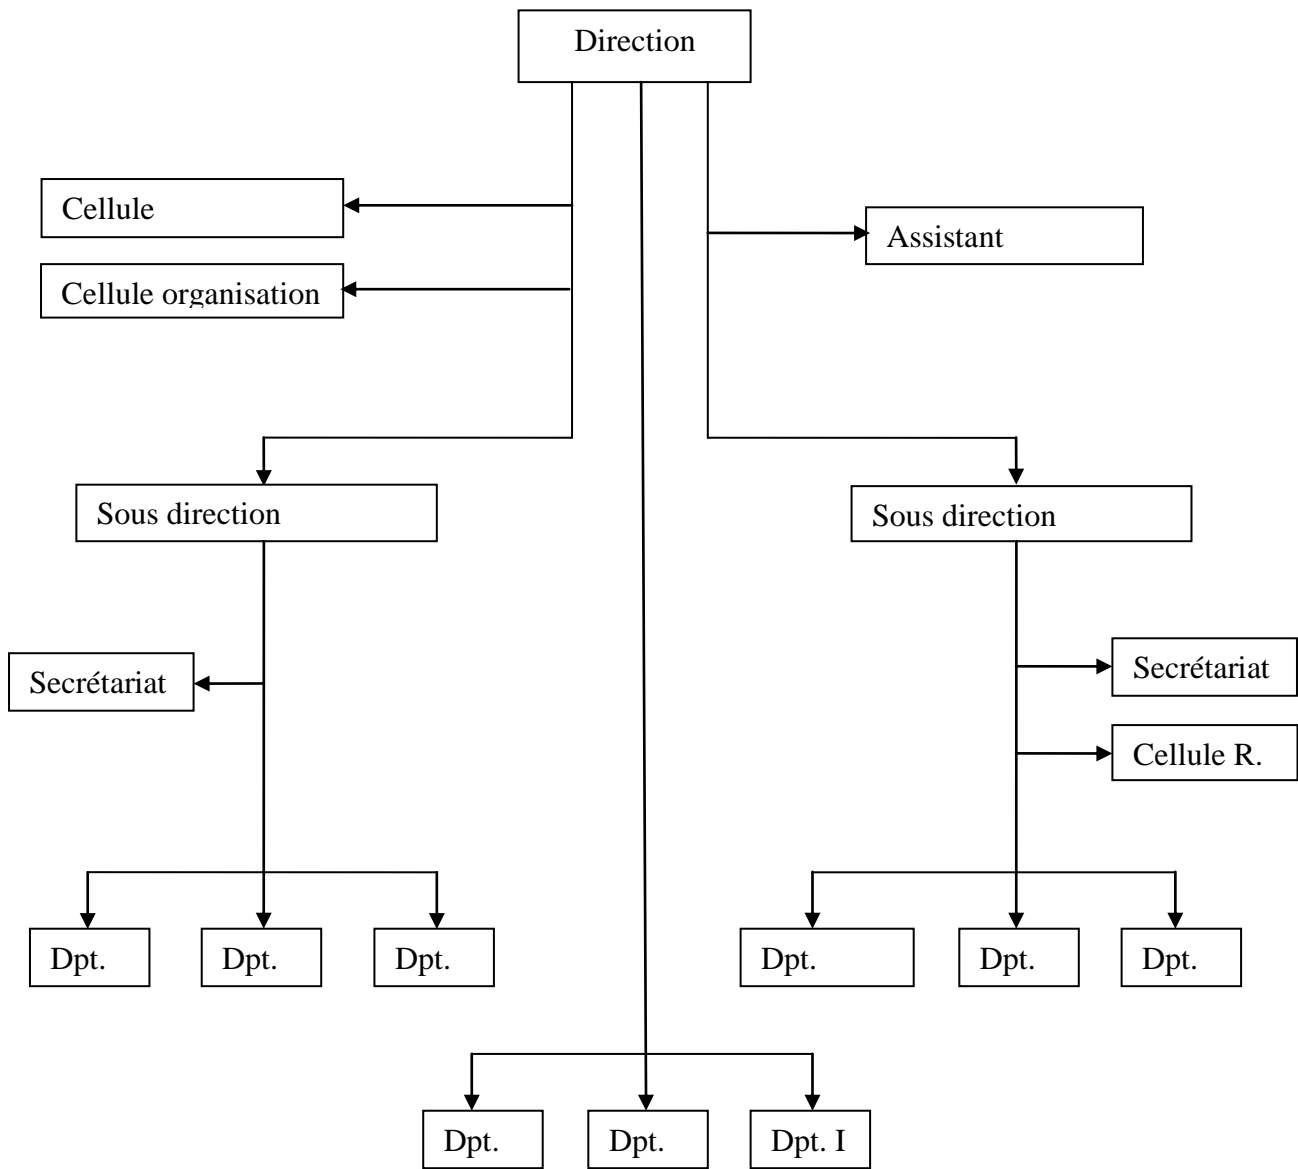 Direction
Cellule
Assistant
Cellule organisation
Sous direction
Sous direction
Secrétariat
Secrétariat
Cellule R.
Dpt.
Dpt.
Dpt.
Dpt.
Dpt.
Dpt.
Dpt.
Dpt.
Dpt. I